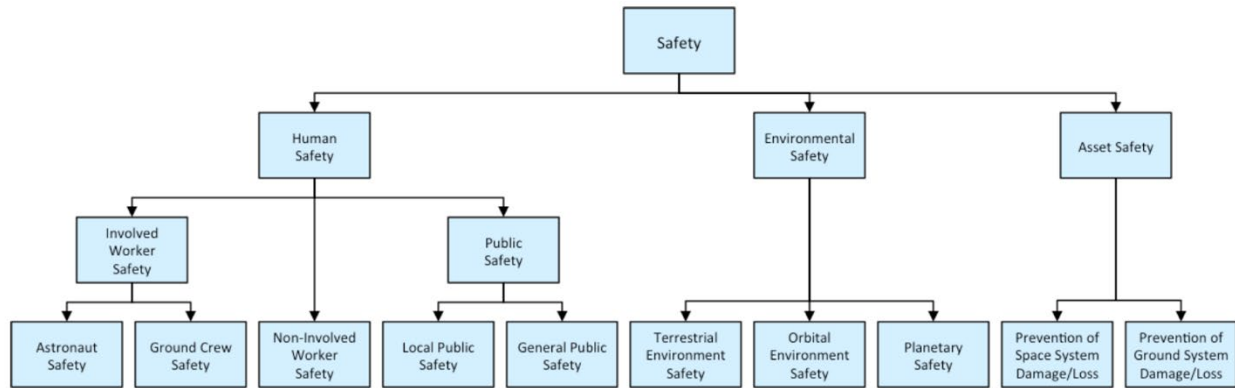 Safety
Human
Safety
Environmental
Safety
Asset Safety
Involved
Worker
Safety
Public
Safety
Astronaut
Safety
Ground Crew
Safety
Non-Involved
Worker
Safety
Local Public
Safety
General Public
Safety
Terrestrial
Environment
Safety
Orbital
Environment
Safety
Planetary
Safety
Prevention of
Space System
Damage/Loss
Prevention of
Ground System
Damage/Loss